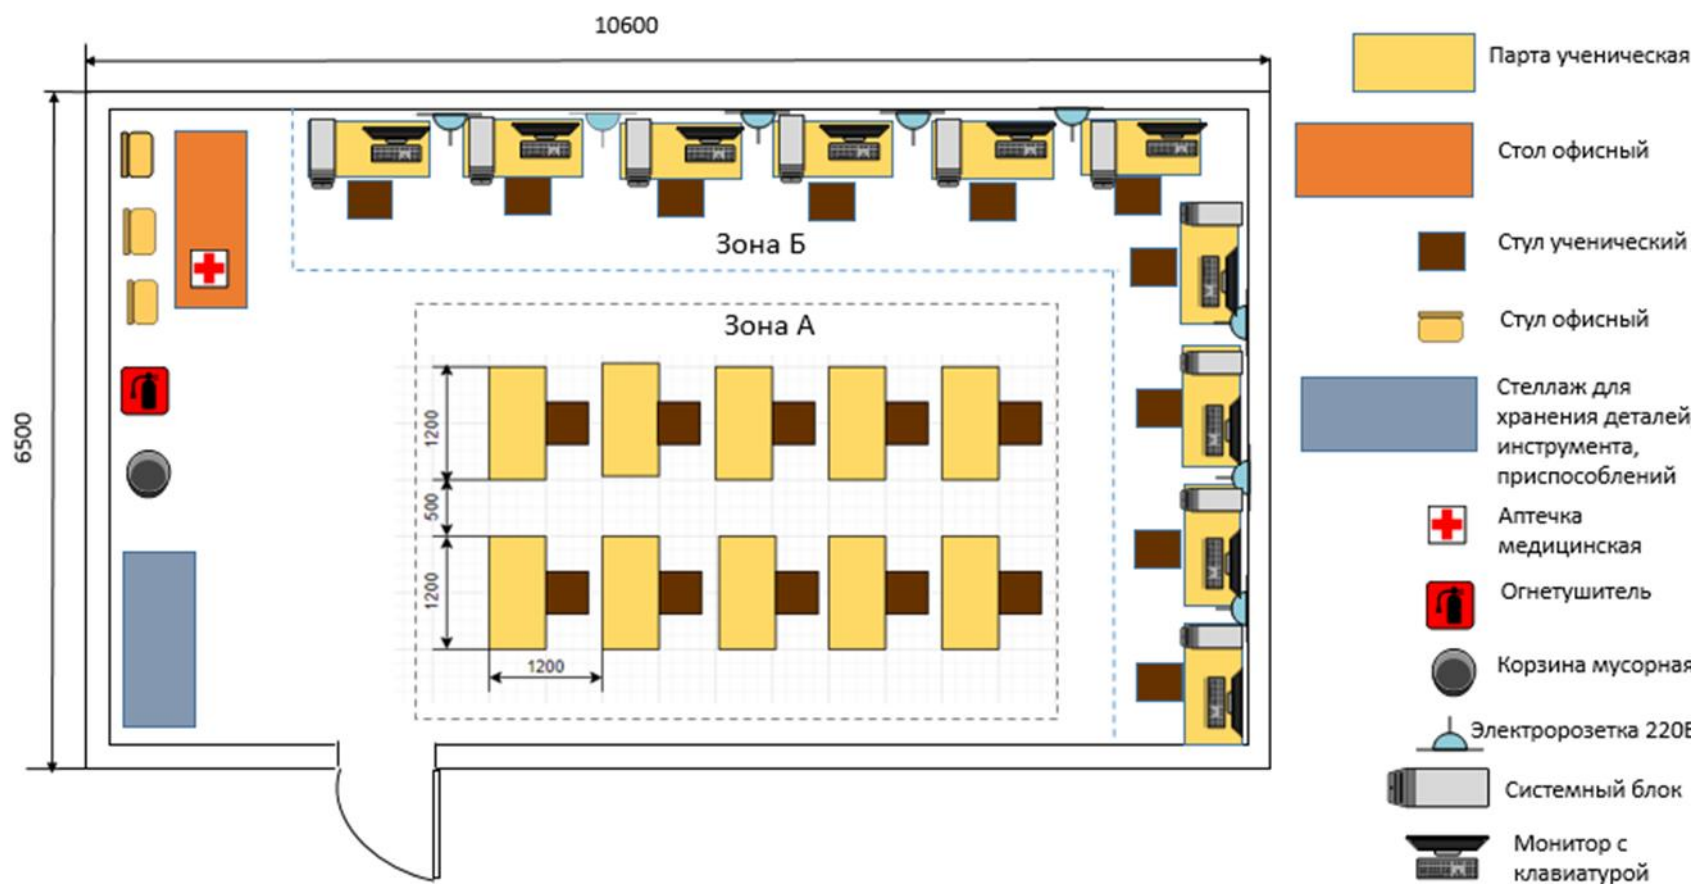 10600
6500
Зона Б
Зона А
1200
500
1200
1200
Парта ученическая
Стол офисный
Стул ученический
Стул офисный
Стеллаж для
хранения деталей
инструмента,
приспособлений
Аптечка
медицинская
Огнетушитель
Корзина мусорная
Электророзетка 220В
Системный блок
Монитор с
клавиатурой